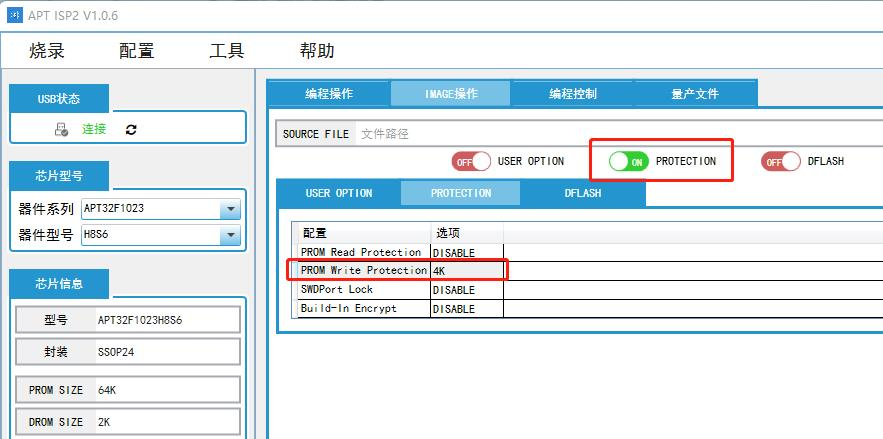 APT ISP2 V1.0.6
烧录 配置 工具 帮助
USB状态
连接
芯片型号
器件系列 APT32F1023
器件型号 H8S6
芯片信息
型号 APT32F1023H8S6
封装 SSOP24
PROM SIZE 64K
DROM SIZE 2K
编程操作 IMAGE操作 编程控制 量产文件
SOURCE FILE 文件路径
OFF USER OPTION ON PROTECTION OFF DFLASH
USER OPTION PROTECTION DFLASH
配置 选项
PROM Read Protection DISABLE
PROM Write Protection 4K
SWDPort Lock DISABLE
Build-In Encrypt DISABLE